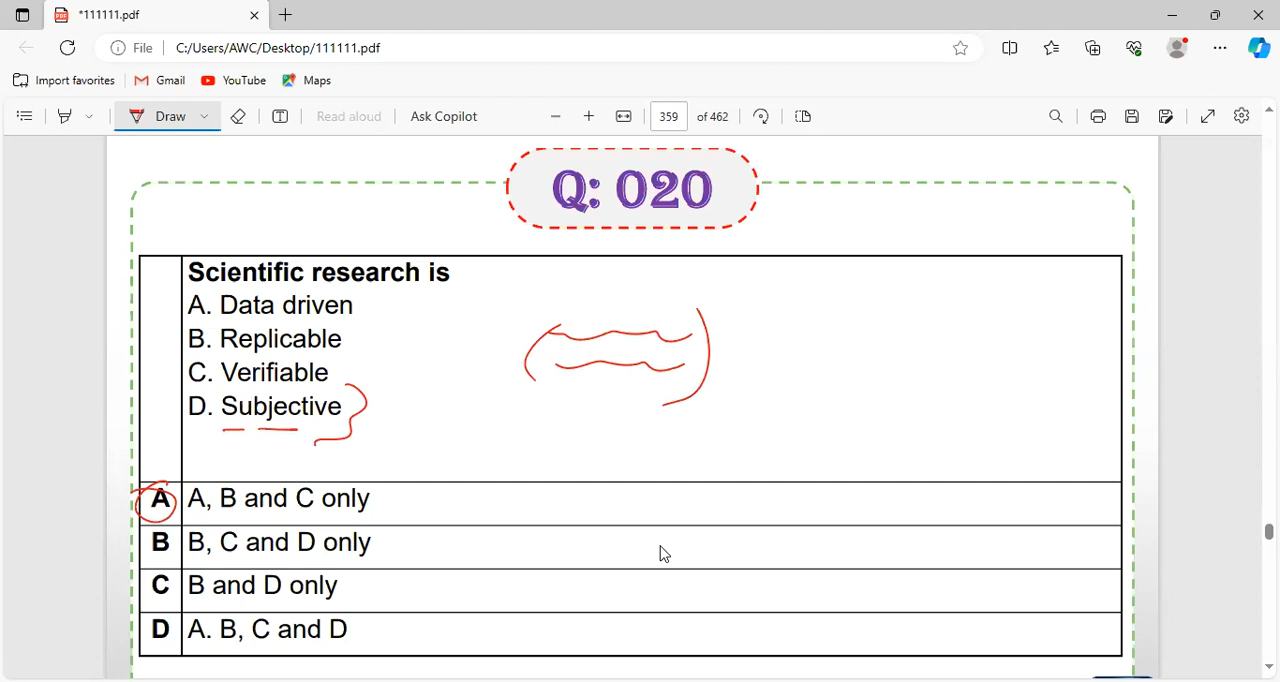 *111111.pdf
File C:/Users/AWC/Desktop/111111.pdf
Import favorites Gmail YouTube Maps
Draw Read aloud Ask Copilot 359 of 462
Q: 020
Scientific research is
A. Data driven
B. Replicable
C. Verifiable
D. Subjective
A A, B and C only
B B, C and D only
C B and D only
D A. B, C and D